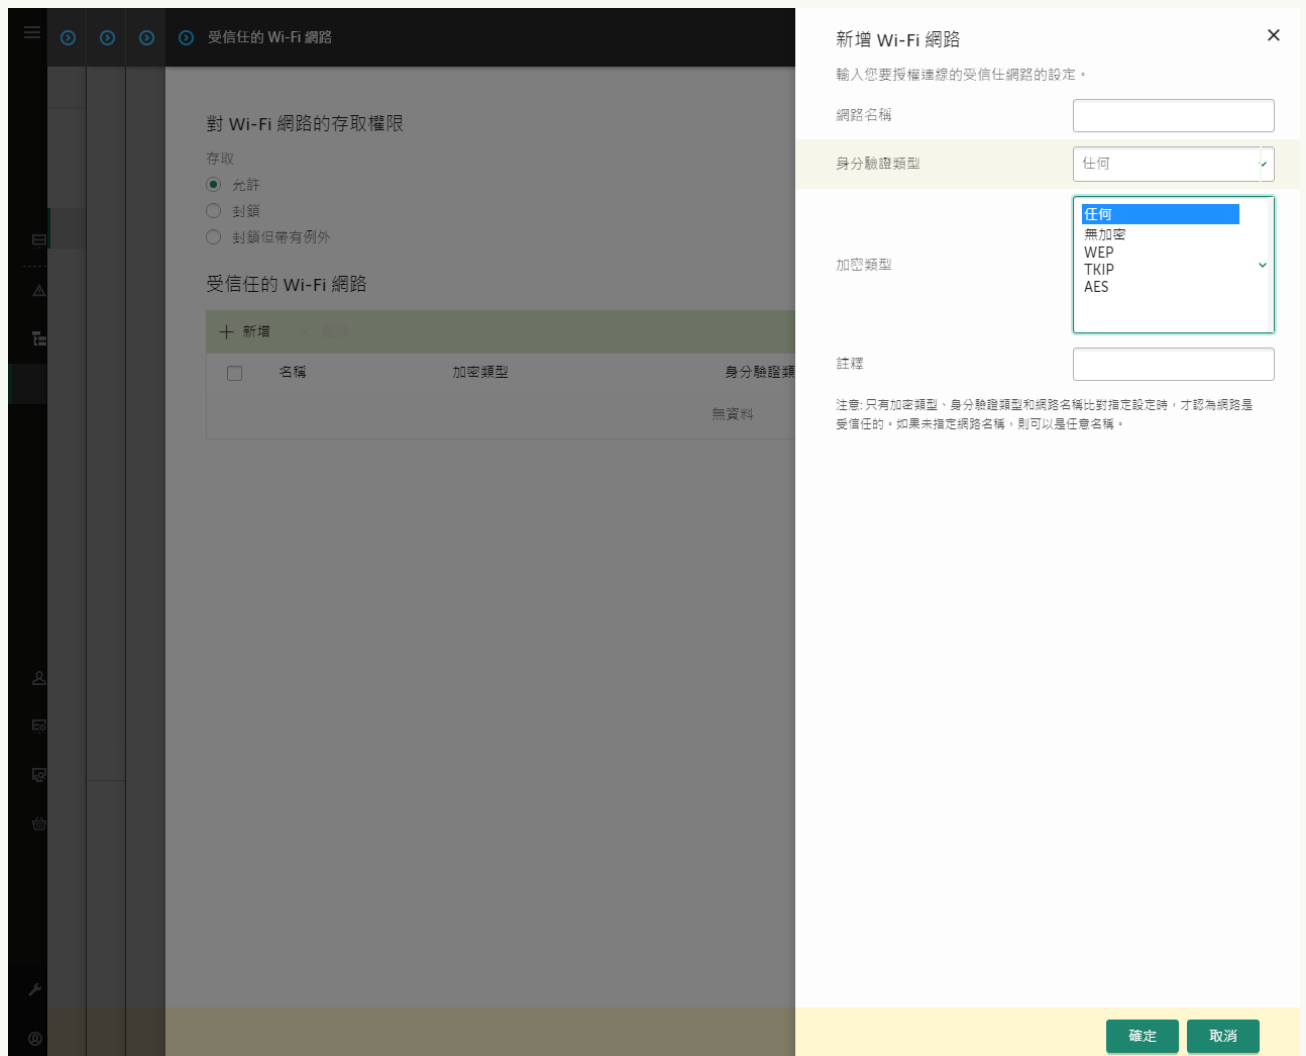 受信任的 Wi-Fi 網路
對 Wi-Fi 網路的存取權限
存取
允許
封鎖
封鎖但帶有例外
受信任的 Wi-Fi 網路
新增
名稱 加密類型 身分驗證類
無資料
新增 Wi-Fi 網路
輸入您要授權連線的受信任網路的設定。
網路名稱
身分驗證類型 任何
加密類型
任何
無加密
WEP
TKIP
AES
註釋
注意: 只有加密類型、身分驗證類型和網路名稱比對指定設定時，才認為網路是
受信任的。如果未指定網路名稱，則可以是任意名稱。
確定 取消